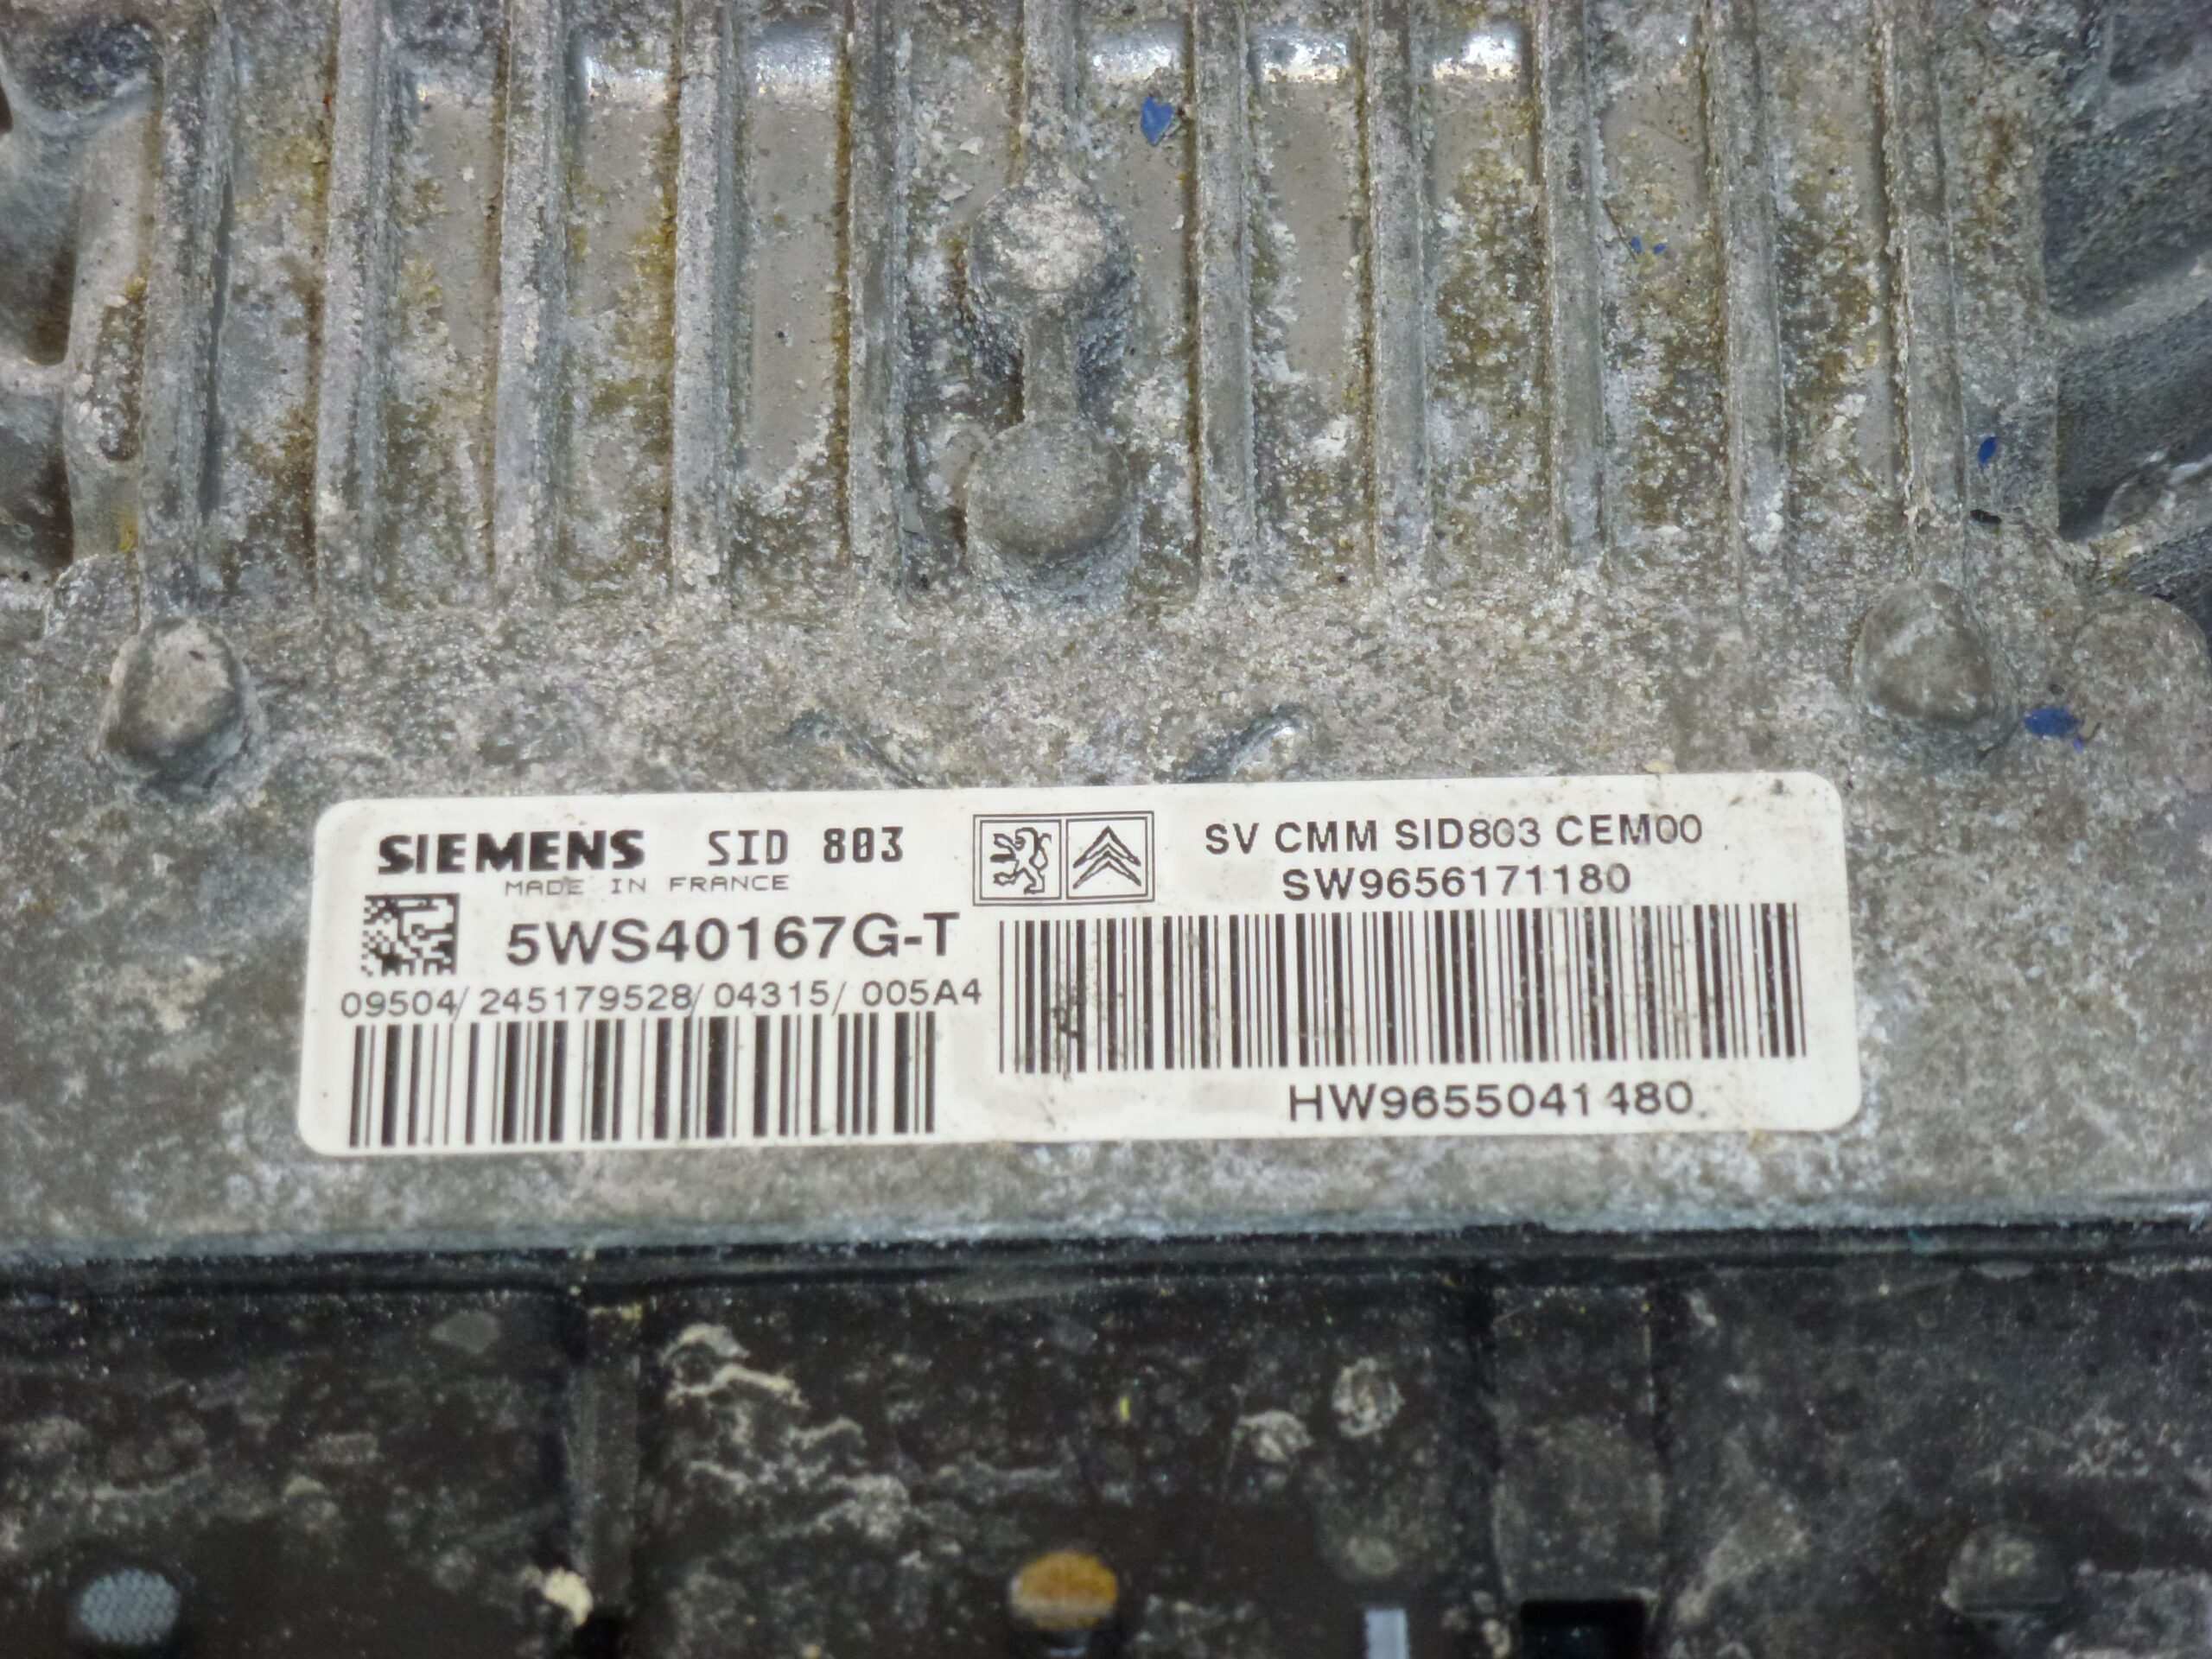 SIEMENS SID 803
MADE IN FRANCE
5WS40167G-T
09504/245179528/04315/005A4
SV CMM SID803 CEM00
SW9656171180
HW9655041480